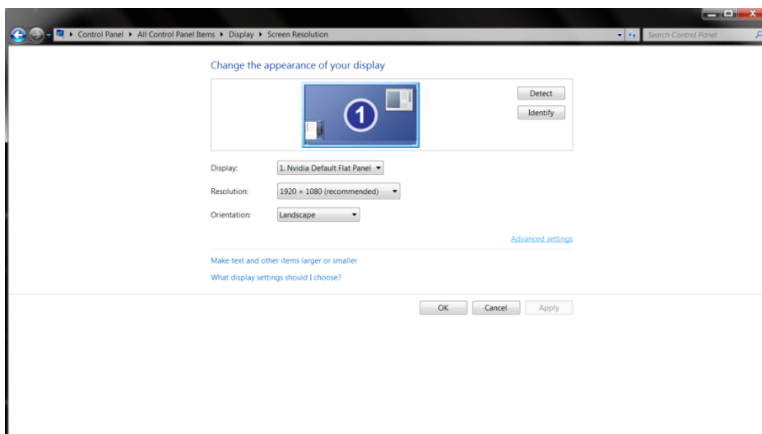 Control Panel ▸ All Control Panel Items ▸ Display ▸ Screen Resolution
Search Control Panel
Change the appearance of your display
1
Detect
Identify
Display: 1. Nvidia Default Flat Panel
Resolution: 1920 × 1080 (recommended)
Orientation: Landscape
Advanced settings
Make text and other items larger or smaller
What display settings should I choose?
OK Cancel Apply